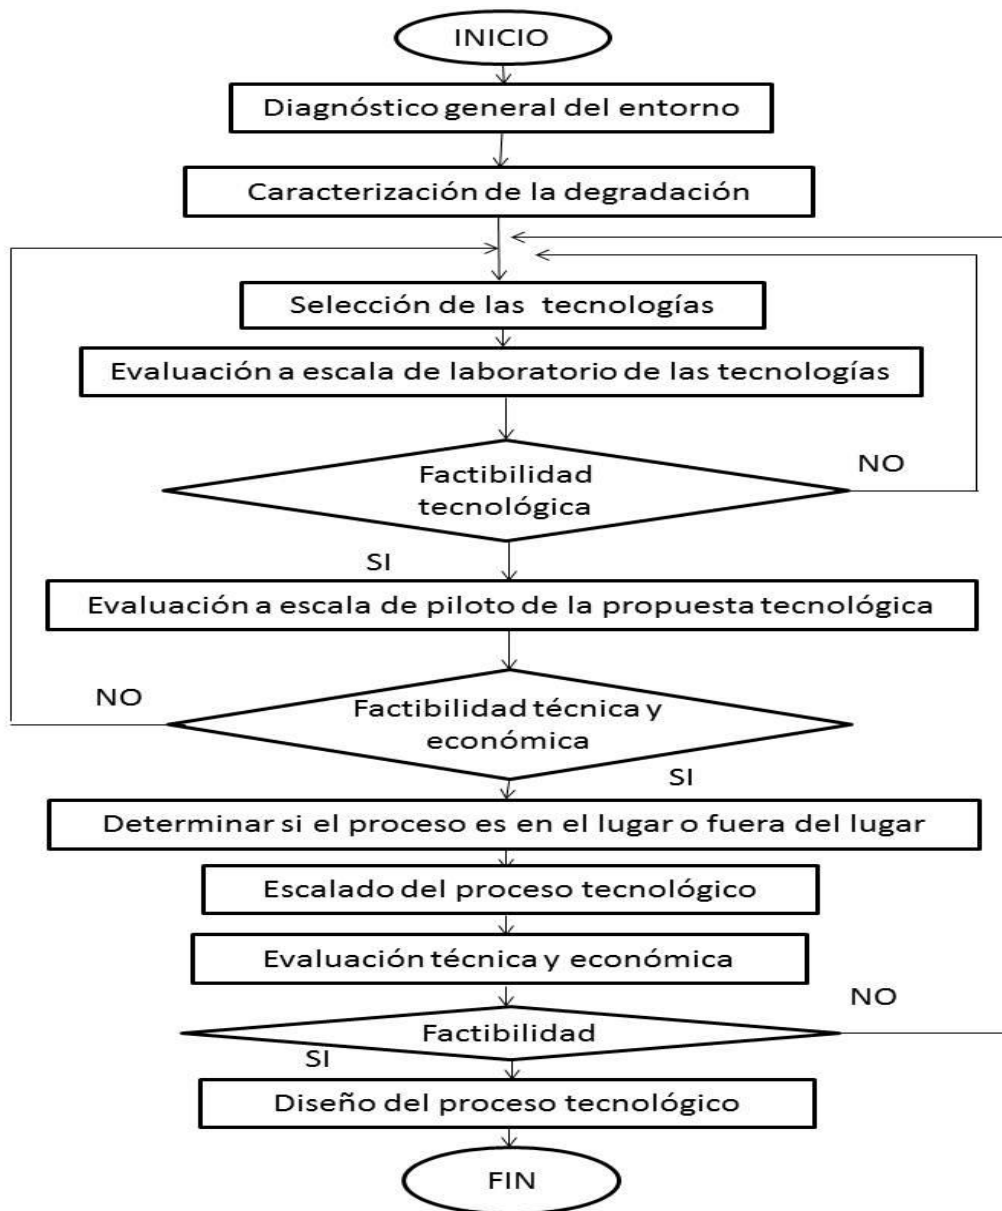 INICIO
Diagnóstico general del entorno
Caracterización de la degradación
Selección de las tecnologías
Evaluación a escala de laboratorio de las tecnologías
Factibilidad
tecnológica
NO
SI
Evaluación a escala de piloto de la propuesta tecnológica
NO
Factibilidad técnica y
económica
SI
Determinar si el proceso es en el lugar o fuera del lugar
Escalado del proceso tecnológico
Evaluación técnica y económica
NO
Factibilidad
SI
Diseño del proceso tecnológico
FIN